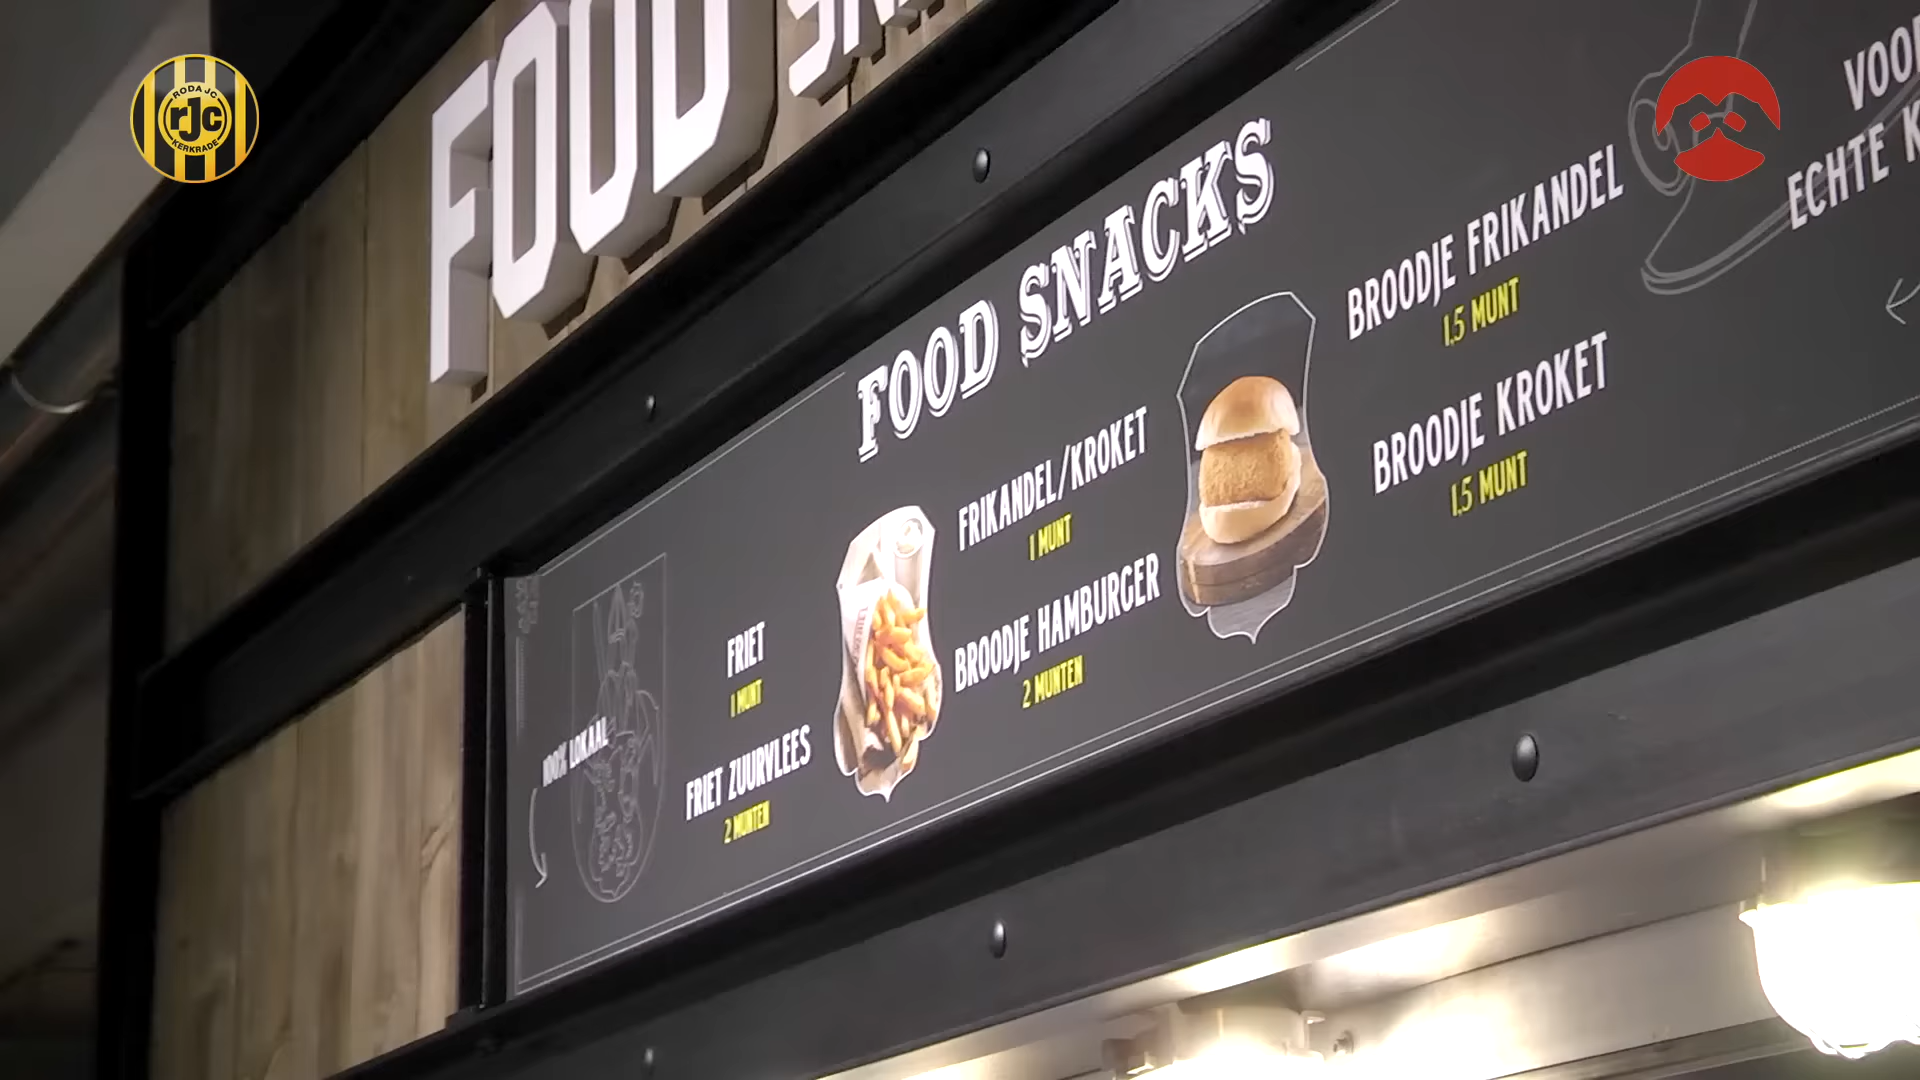 RODA JC
rJc
KERKRADE
FOOD
FOOD SNACKS
100% LOKAAL
FRIET
1 MUNT
FRIET ZUURVLEES
2 MUNTEN
FRIKANDEL/KROKET
1 MUNT
BROODJE HAMBURGER
2 MUNTEN
BROODJE FRIKANDEL
1,5 MUNT
BROODJE KROKET
1,5 MUNT
ECHTE